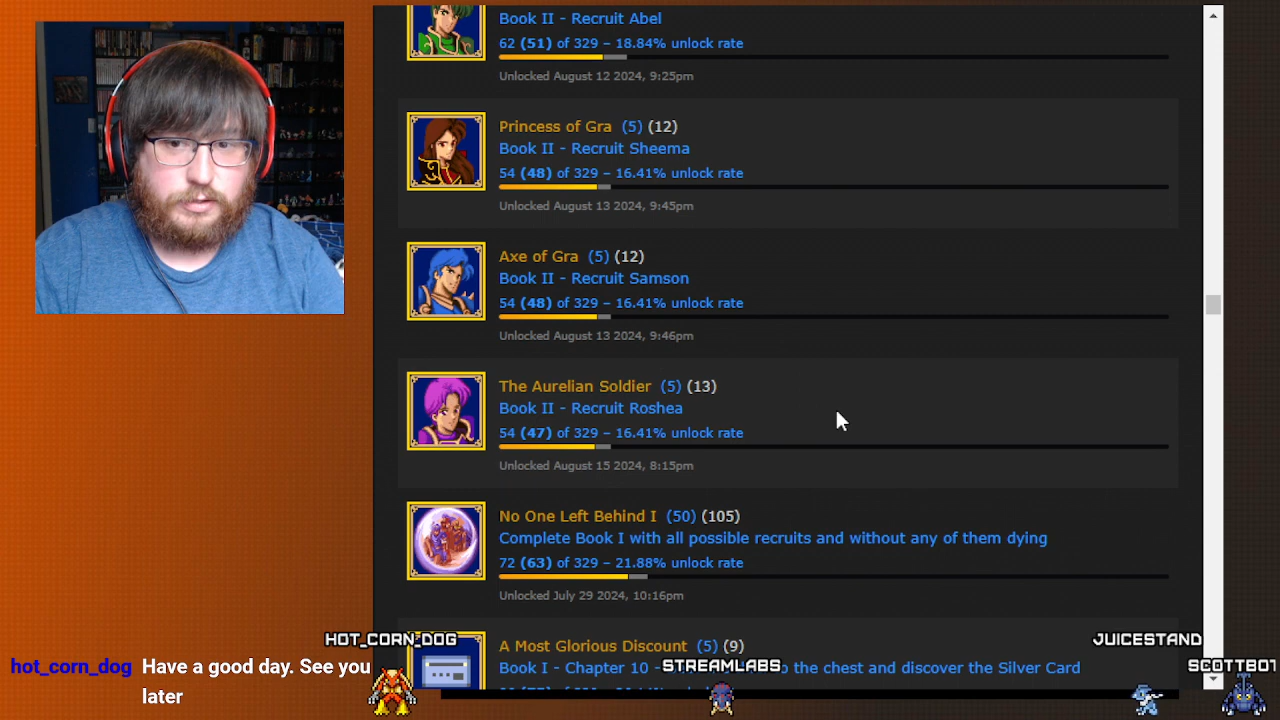 Book II - Recruit Abel
62 (51) of 329 – 18.84% unlock rate
Unlocked August 12 2024, 9:25pm
Princess of Gra (5) (12)
Book II - Recruit Sheema
54 (48) of 329 – 16.41% unlock rate
Unlocked August 13 2024, 9:45pm
Axe of Gra (5) (12)
Book II - Recruit Samson
54 (48) of 329 – 16.41% unlock rate
Unlocked August 13 2024, 9:46pm
The Aurelian Soldier (5) (13)
Book II - Recruit Roshea
54 (47) of 329 – 16.41% unlock rate
Unlocked August 15 2024, 8:15pm
No One Left Behind I (50) (105)
Complete Book I with all possible recruits and without any of them dying
72 (63) of 329 – 21.88% unlock rate
Unlocked July 29 2024, 10:16pm
A Most Glorious Discount (5) (9)
Book I - Chapter 10 - the chest and discover the Silver Card
HOT_CORN_DOG
STREAMLABS
JUICESTAND
SCOTTBOT
hot_corn_dog Have a good day. See you
later